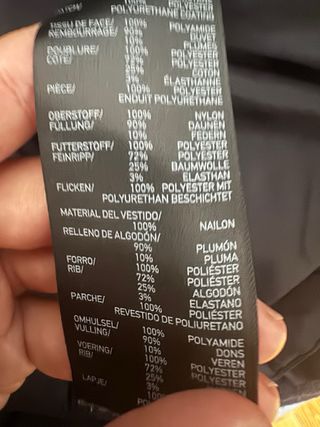 POLYESTER
POLYURETHANE COATING
TISSU DE FACE/ 100% POLYAMIDE
REMBOURRAGE/ 90% DUVET
10% PLUMES
DOUBLURE/ 100% POLYESTER
CÔTE/ 72% POLYESTER
25% COTON
3% ÉLASTHANNE
PIÈCE/ 100% POLYESTER
ENDUIT POLYURETHANE
OBERSTOFF/ 100% NYLON
FÜLLUNG/ 90% DAUNEN
10% FEDERN
FUTTERSTOFF/ 100% POLYESTER
FEINRIPP/ 72% POLYESTER
25% BAUMWOLLE
3% ELASTHAN
FLICKEN/ 100% POLYESTER MIT
POLYURETHAN BESCHICHTET
MATERIAL DEL VESTIDO/
100% NAILON
RELLENO DE ALGODÓN/
90% PLUMÓN
10% PLUMA
FORRO/ 100% POLIÉSTER
RIB/ 72% POLIÉSTER
25% ALGODÓN
3% ELASTANO
PARCHE/ 100% POLIÉSTER
REVESTIDO DE POLIURETANO
OMHULSEL/ 100% POLYAMIDE
VULLING/ 90% DONS
10% VEREN
VOERING/ 100% POLYESTER
RIB/ 72% POLYESTER
25%
3%
LAPJE/ 100%